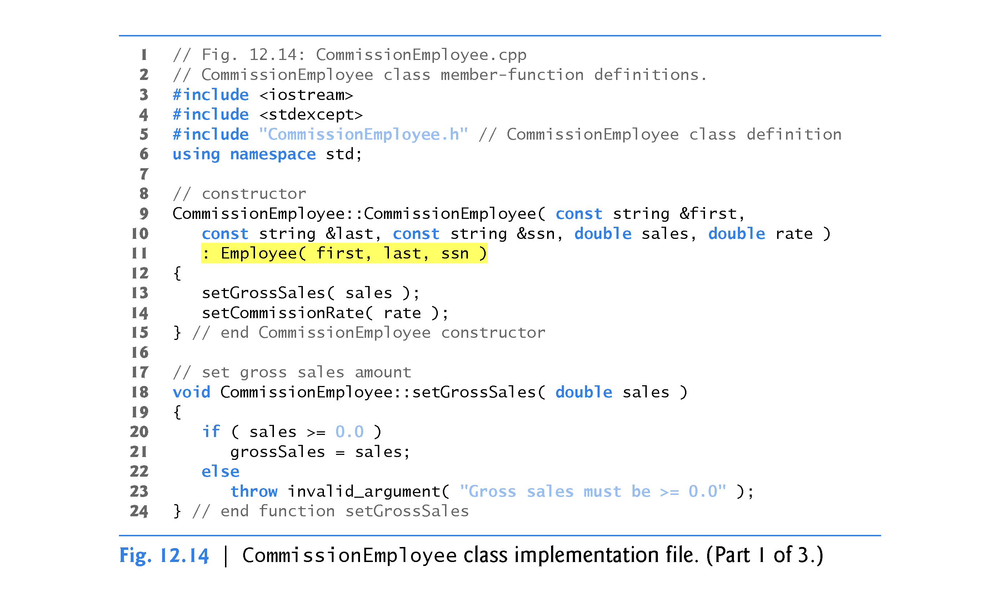 1 // Fig. 12.14: CommissionEmployee.cpp
2 // CommissionEmployee class member-function definitions.
3 #include <iostream>
4 #include <stdexcept>
5 #include "CommissionEmployee.h" // CommissionEmployee class definition
6 using namespace std;
7
8 // constructor
9 CommissionEmployee::CommissionEmployee( const string &first,
10    const string &last, const string &ssn, double sales, double rate )
11    : Employee( first, last, ssn )
12 {
13    setGrossSales( sales );
14    setCommissionRate( rate );
15 } // end CommissionEmployee constructor
16
17 // set gross sales amount
18 void CommissionEmployee::setGrossSales( double sales )
19 {
20    if ( sales >= 0.0 )
21       grossSales = sales;
22    else
23       throw invalid_argument( "Gross sales must be >= 0.0" );
24 } // end function setGrossSales
Fig. 12.14 | CommissionEmployee class implementation file. (Part 1 of 3.)